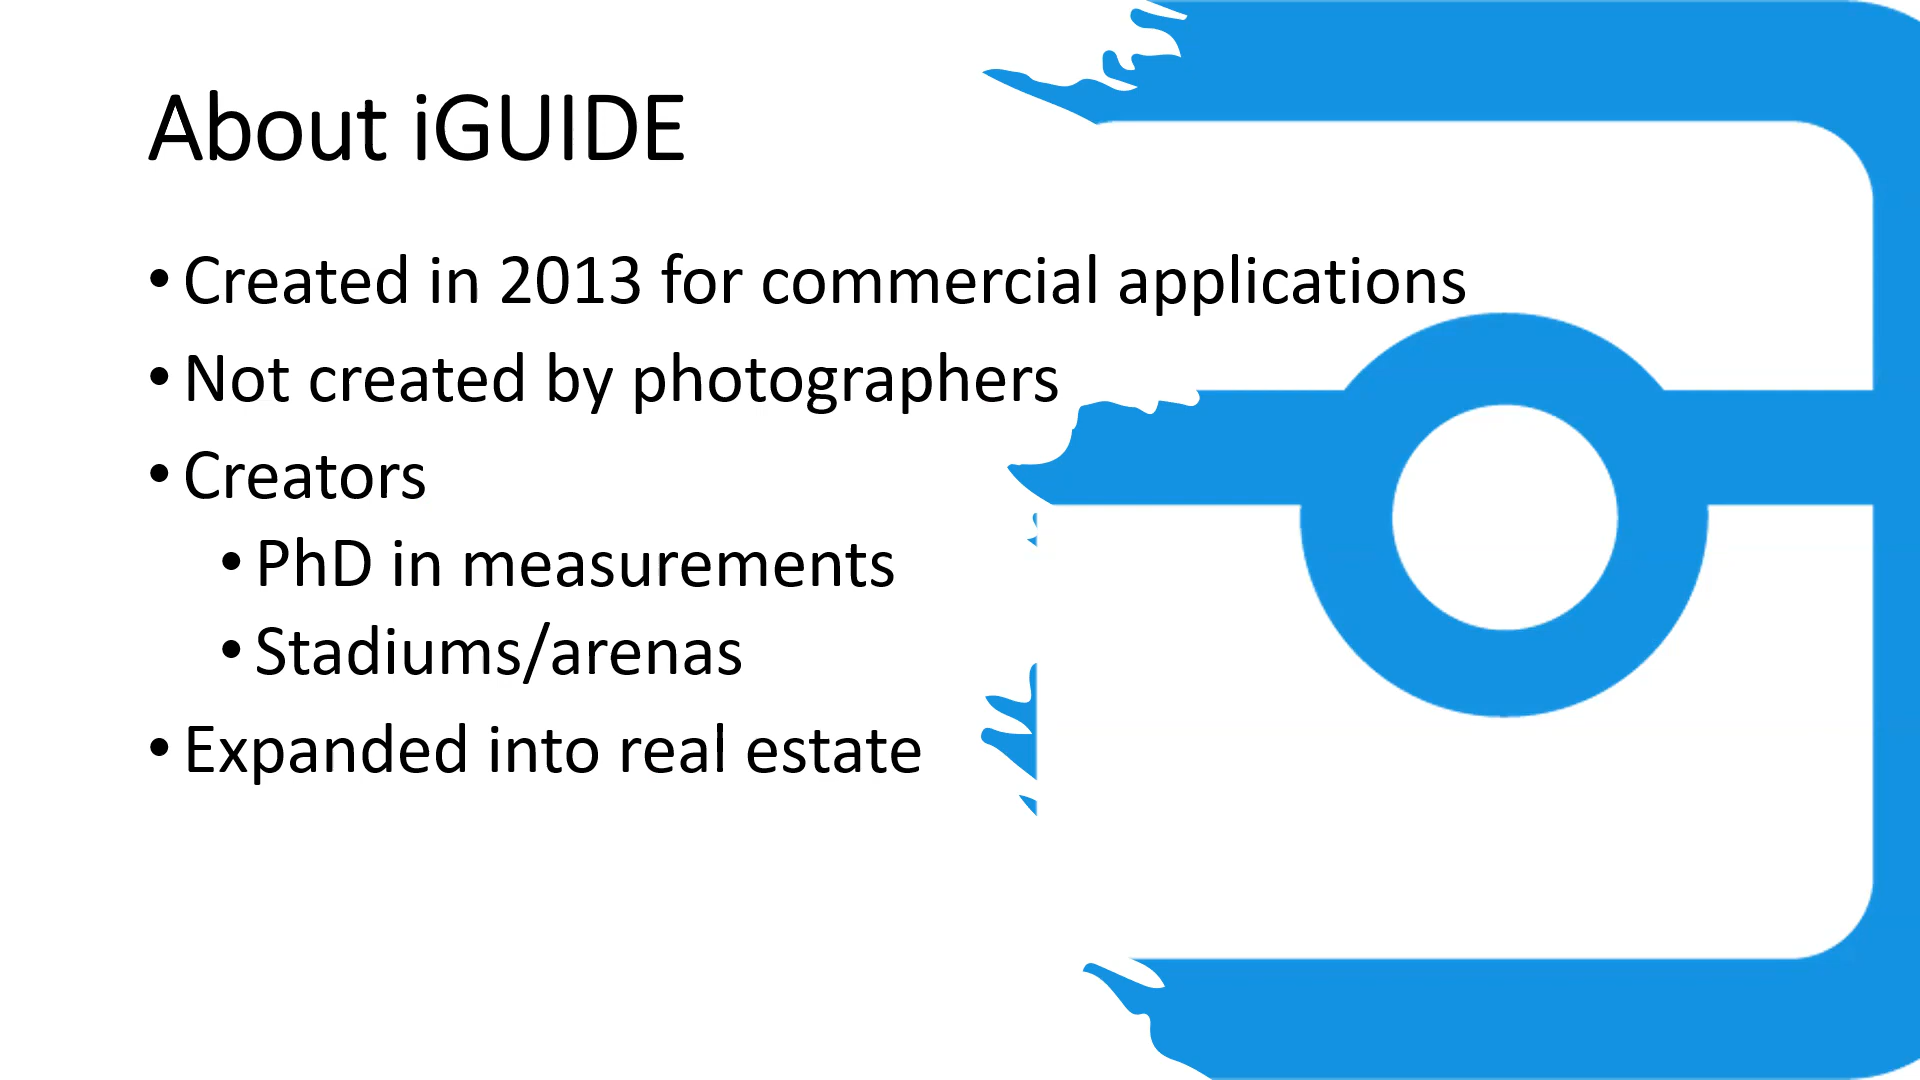 About iGUIDE
• Created in 2013 for commercial applications
• Not created by photographers
• Creators
• PhD in measurements
• Stadiums/arenas
• Expanded into real estate